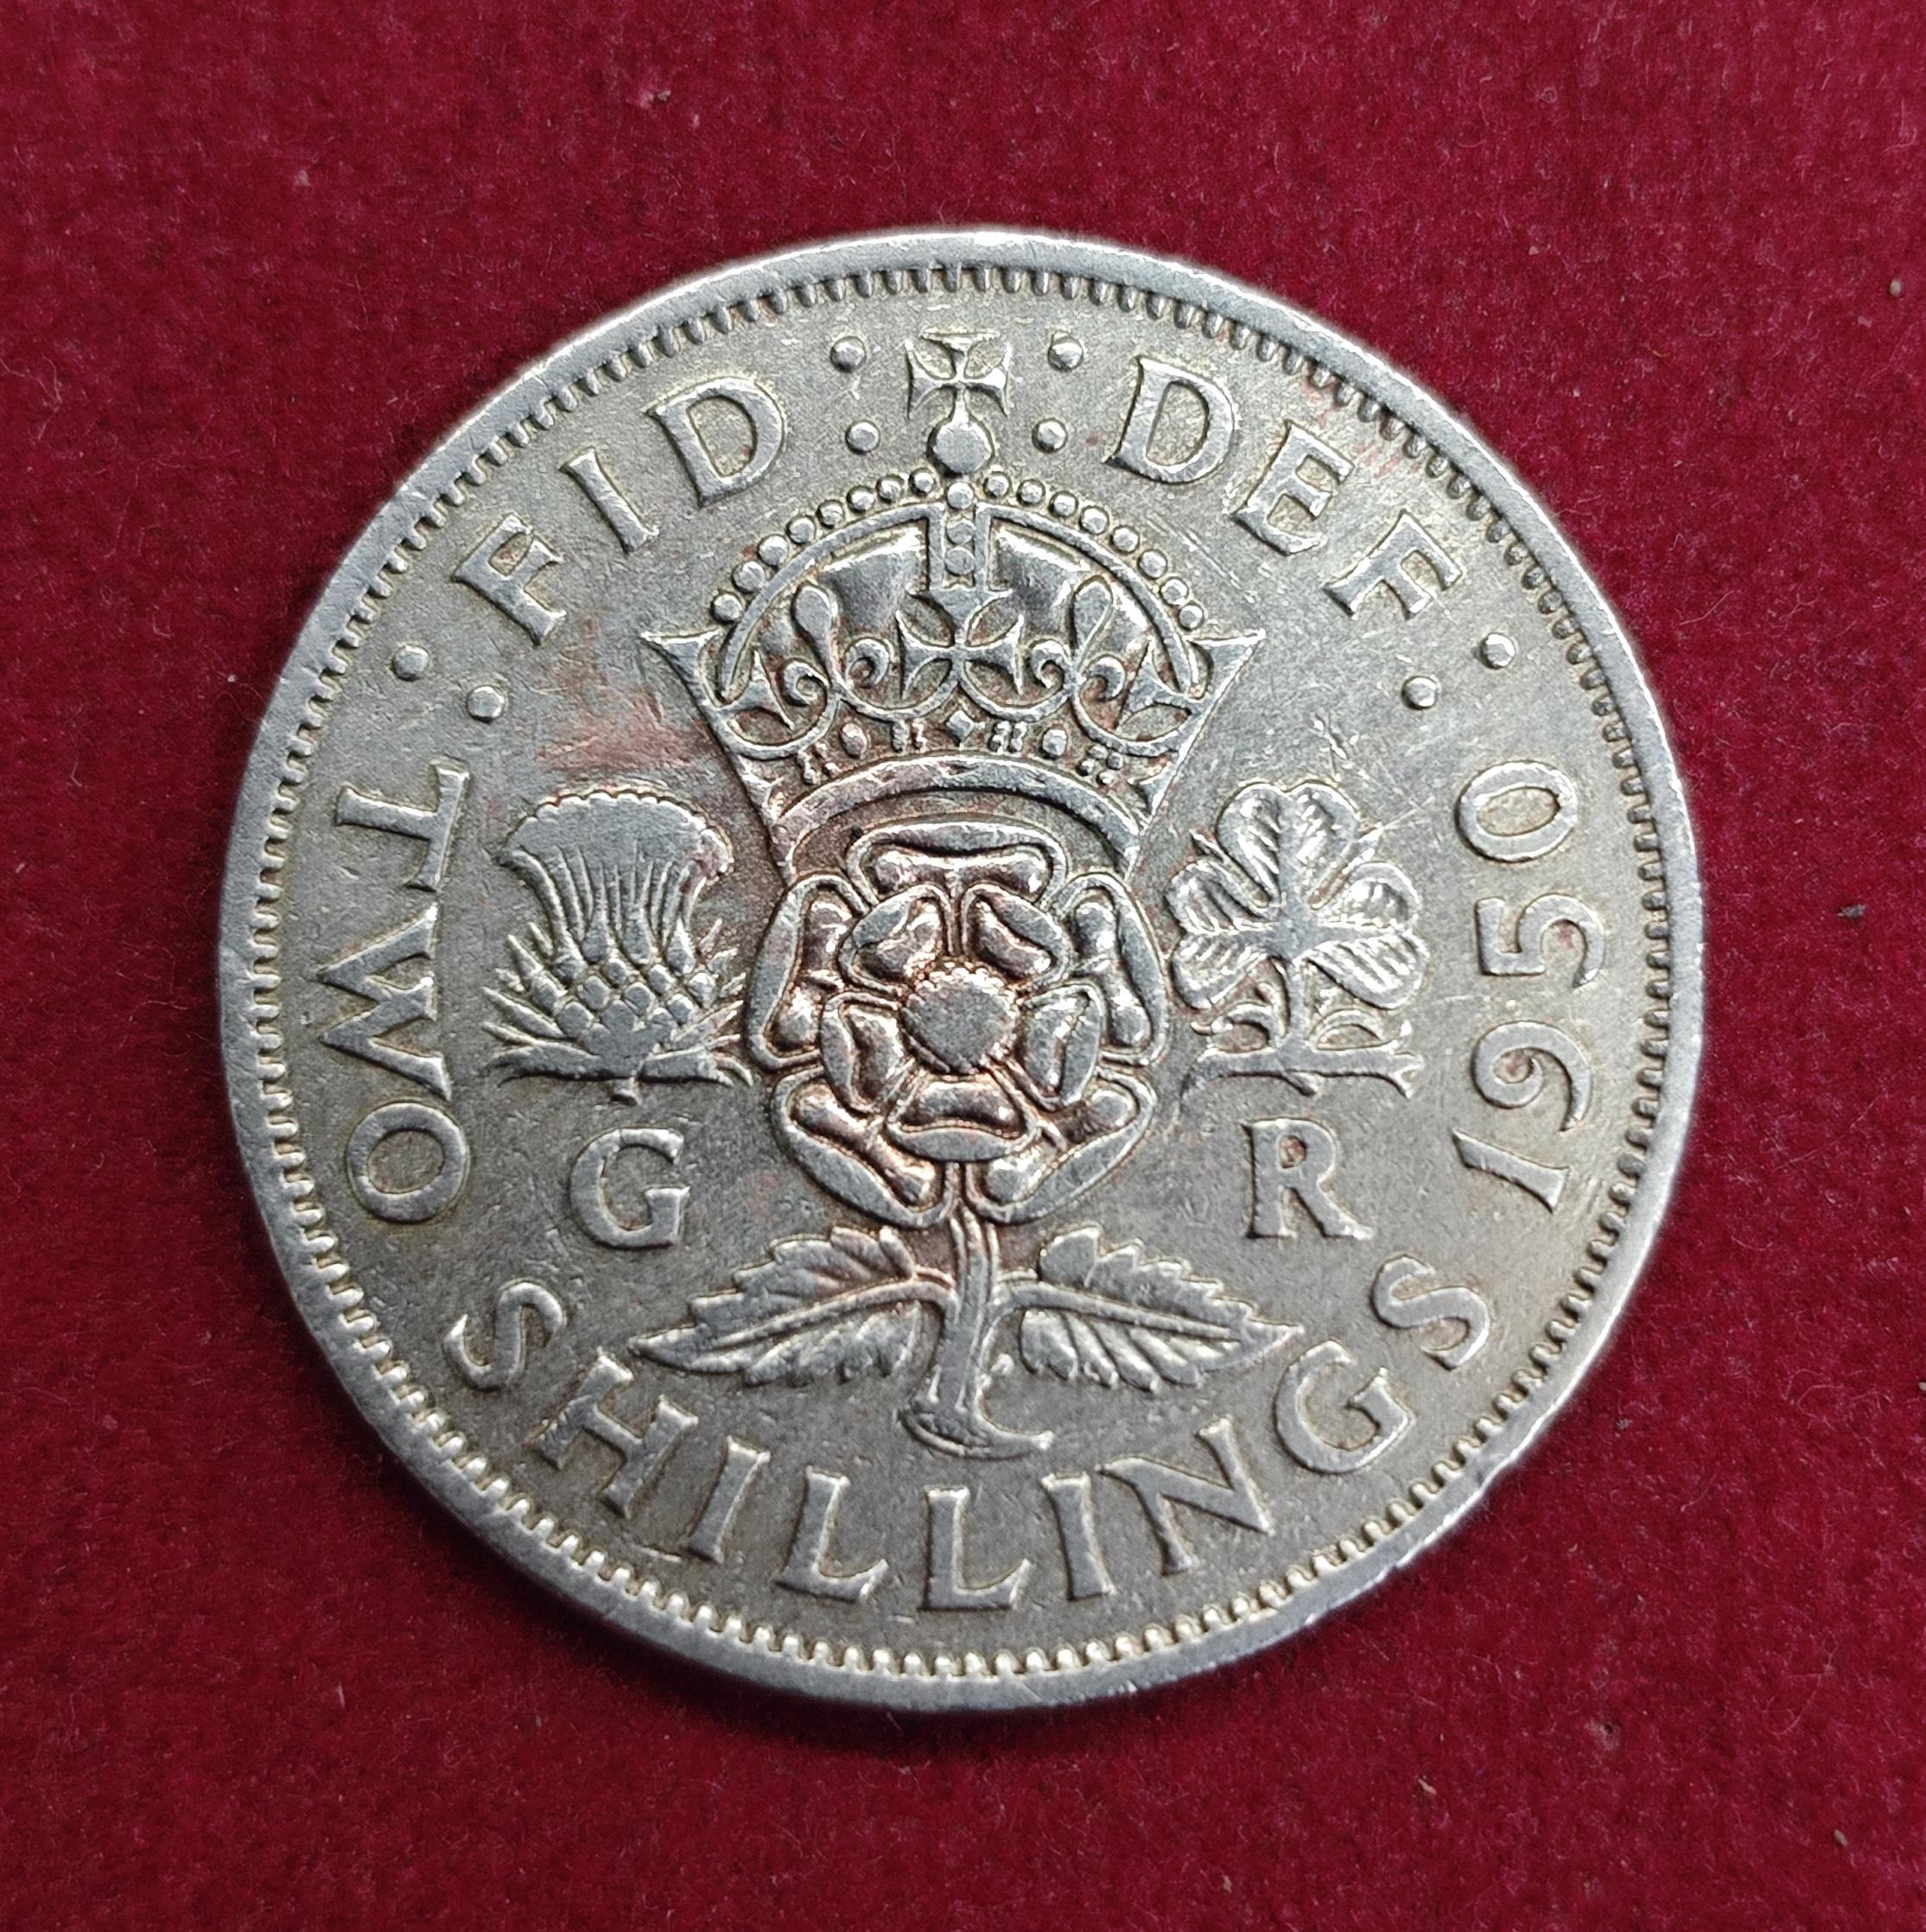 ·: FID :· DEF ·: 1950
TWO SHILLINGS
G R